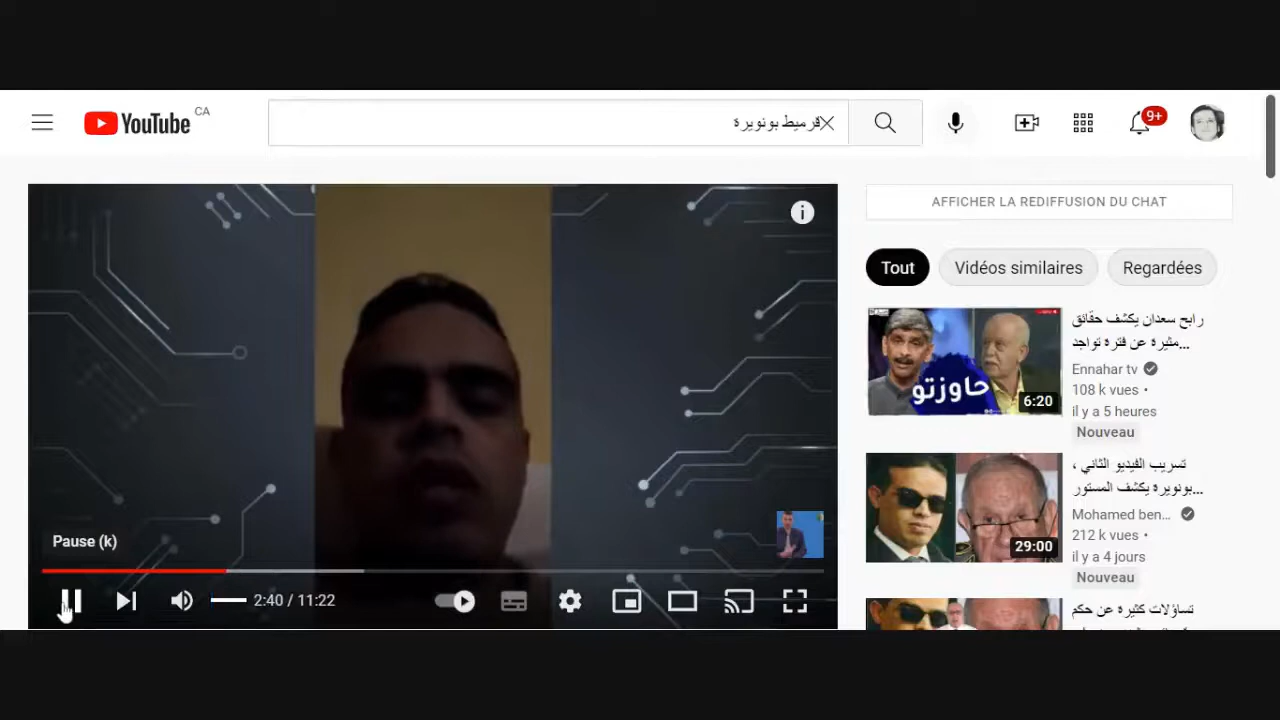 YouTube CA
قرميط بونويرة
9+
AFFICHER LA REDIFFUSION DU CHAT
Tout
Vidéos similaires
Regardées
رابح سعدان يكشف حقائق
مثيرة عن فترة تواجد...
Ennahar tv
108 k vues •
il y a 5 heures
Nouveau
حاوزتو
6:20
تسريب الفيديو الثاني ،
بونويرة يكشف المستور...
Mohamed ben...
212 k vues •
il y a 4 jours
Nouveau
29:00
تساؤلات كثيرة عن حكم
Pause (k)
2:40 / 11:22